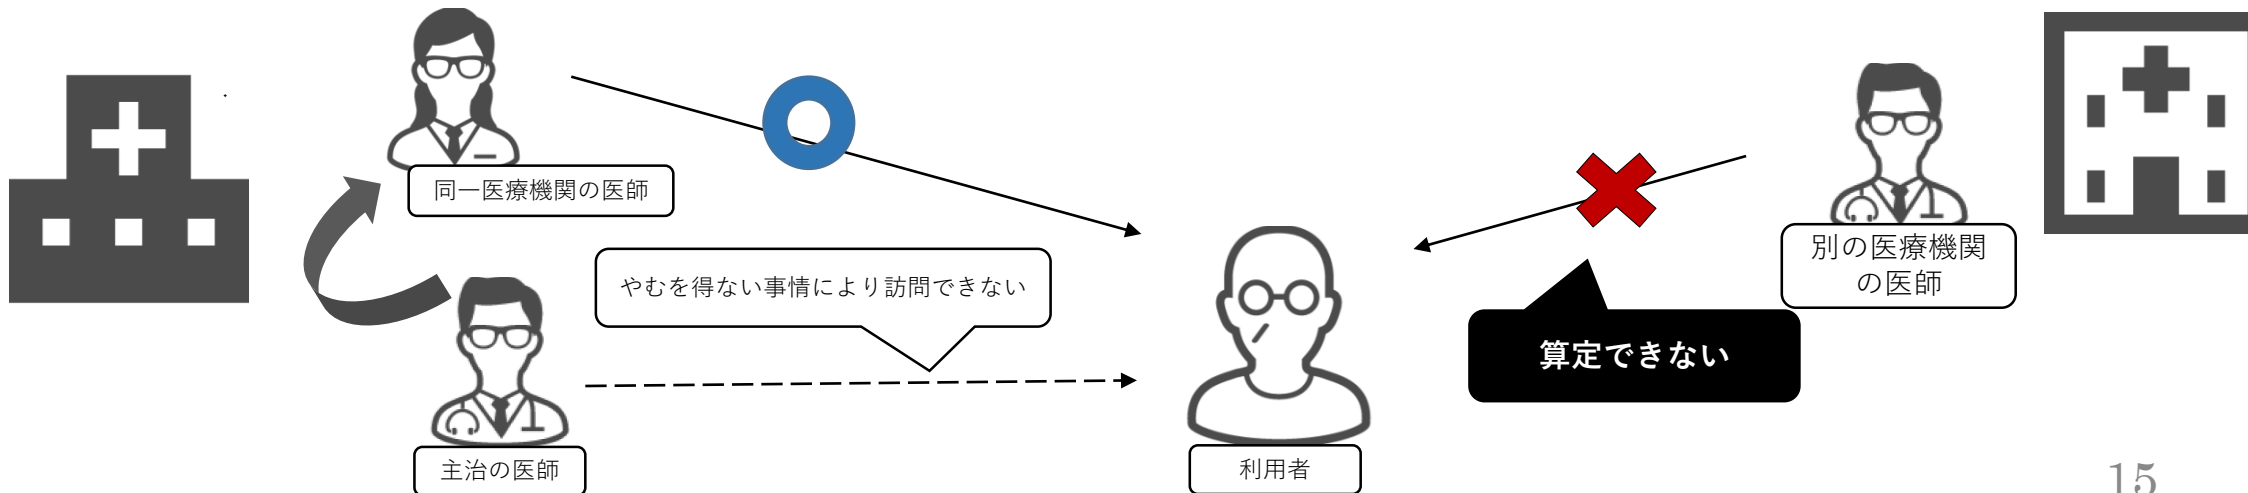 同一医療機関の医師
別の医療機関
の医師
やむを得ない事情により訪問できない
算定できない
主治の医師
利用者
15